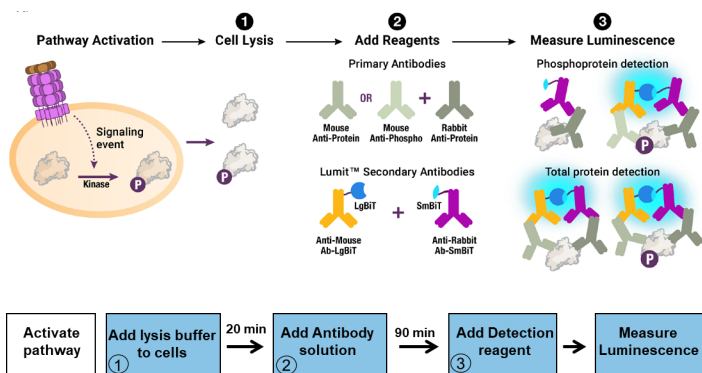 1
2
3
Pathway Activation
Cell Lysis
Add Reagents
Measure Luminescence
Primary Antibodies
Phosphoprotein detection
OR
+
Mouse
Anti-Protein
Mouse
Anti-Phospho
Rabbit
Anti-Protein
Signaling
event
Kinase
P
P
P
Lumit™ Secondary Antibodies
Total protein detection
LgBiT
SmBiT
+
Anti-Mouse
Ab-LgBiT
Anti-Rabbit
Ab-SmBiT
P
Activate
pathway
Add lysis buffer
to cells
1
20 min
Add Antibody
solution
2
90 min
Add Detection
reagent
3
Measure
Luminescence